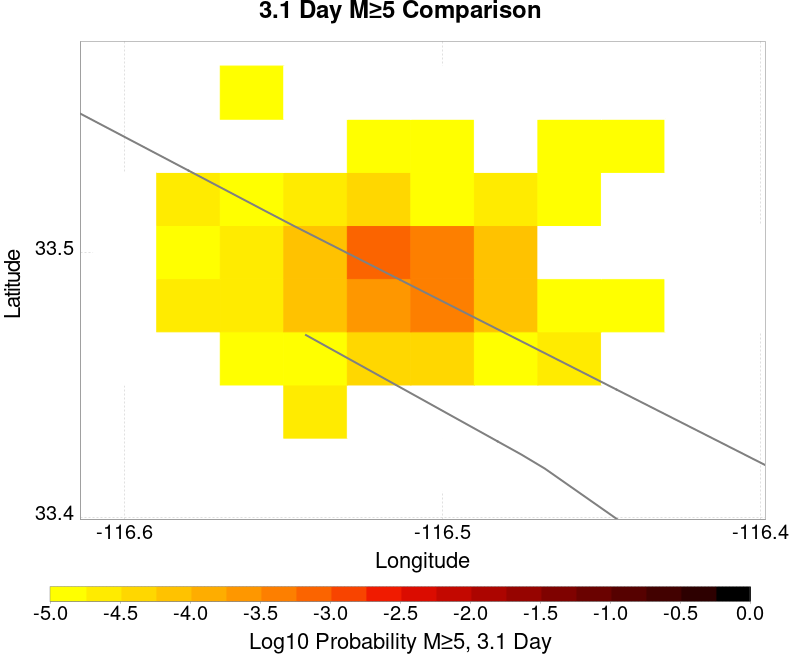 3.1 Day M≥5 Comparison
Latitude
33.5
33.4
-116.6 -116.5 -116.4
Longitude
-5.0 -4.5 -4.0 -3.5 -3.0 -2.5 -2.0 -1.5 -1.0 -0.5 0.0
Log10 Probability M≥5, 3.1 Day